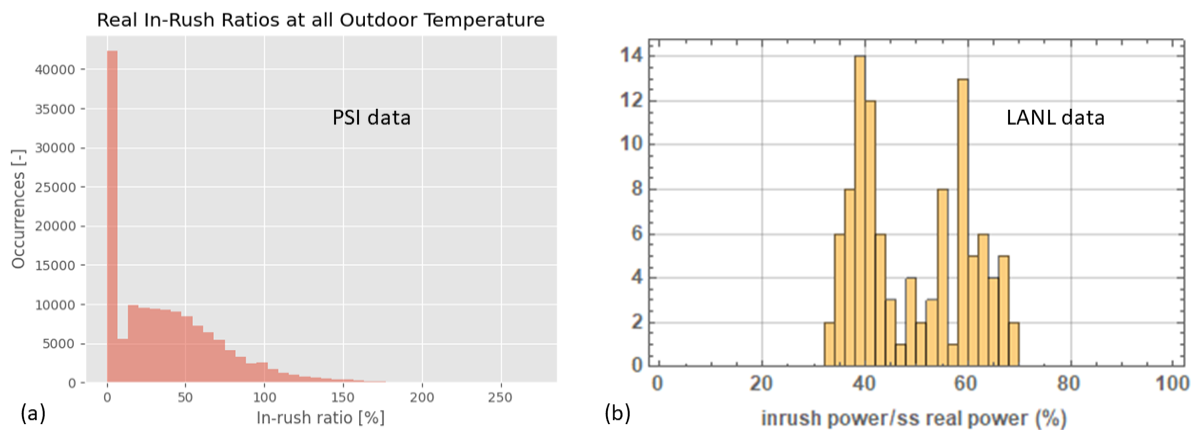 Real In-Rush Ratios at all Outdoor Temperature
PSI data
Occurrences [-]
40000
35000
30000
25000
20000
15000
10000
5000
0
0 50 100 150 200 250
In-rush ratio [%]
(a)
LANL data
14
12
10
8
6
4
2
0
0 20 40 60 80 100
inrush power/ss real power (%)
(b)